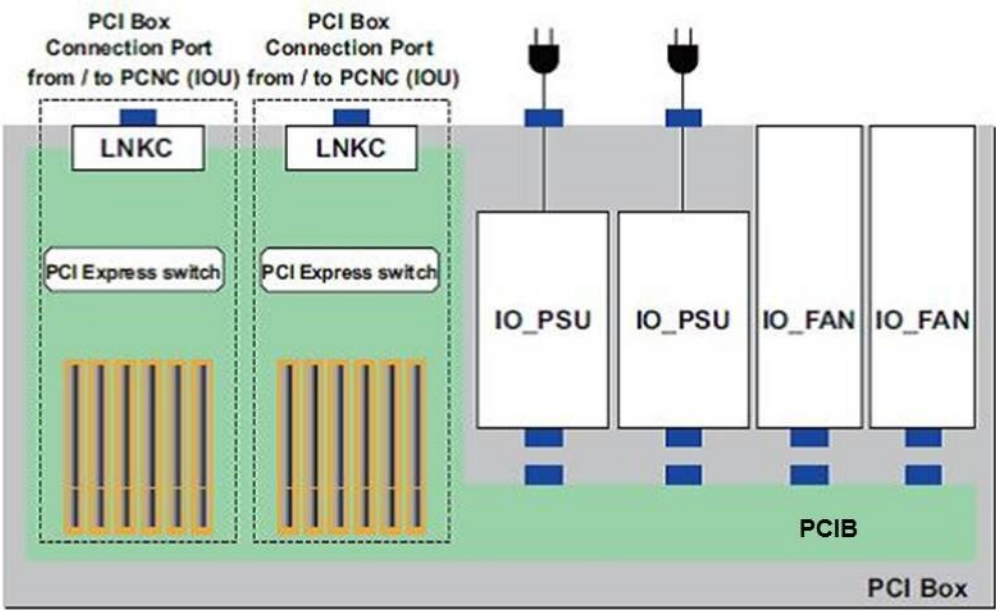 PCI Box
Connection Port
from / to PCNC (IOU)
PCI Box
Connection Port
from / to PCNC (IOU)
LNKC
LNKC
PCI Express switch
PCI Express switch
IO_PSU
IO_PSU
IO_FAN
IO_FAN
PCIB
PCI Box